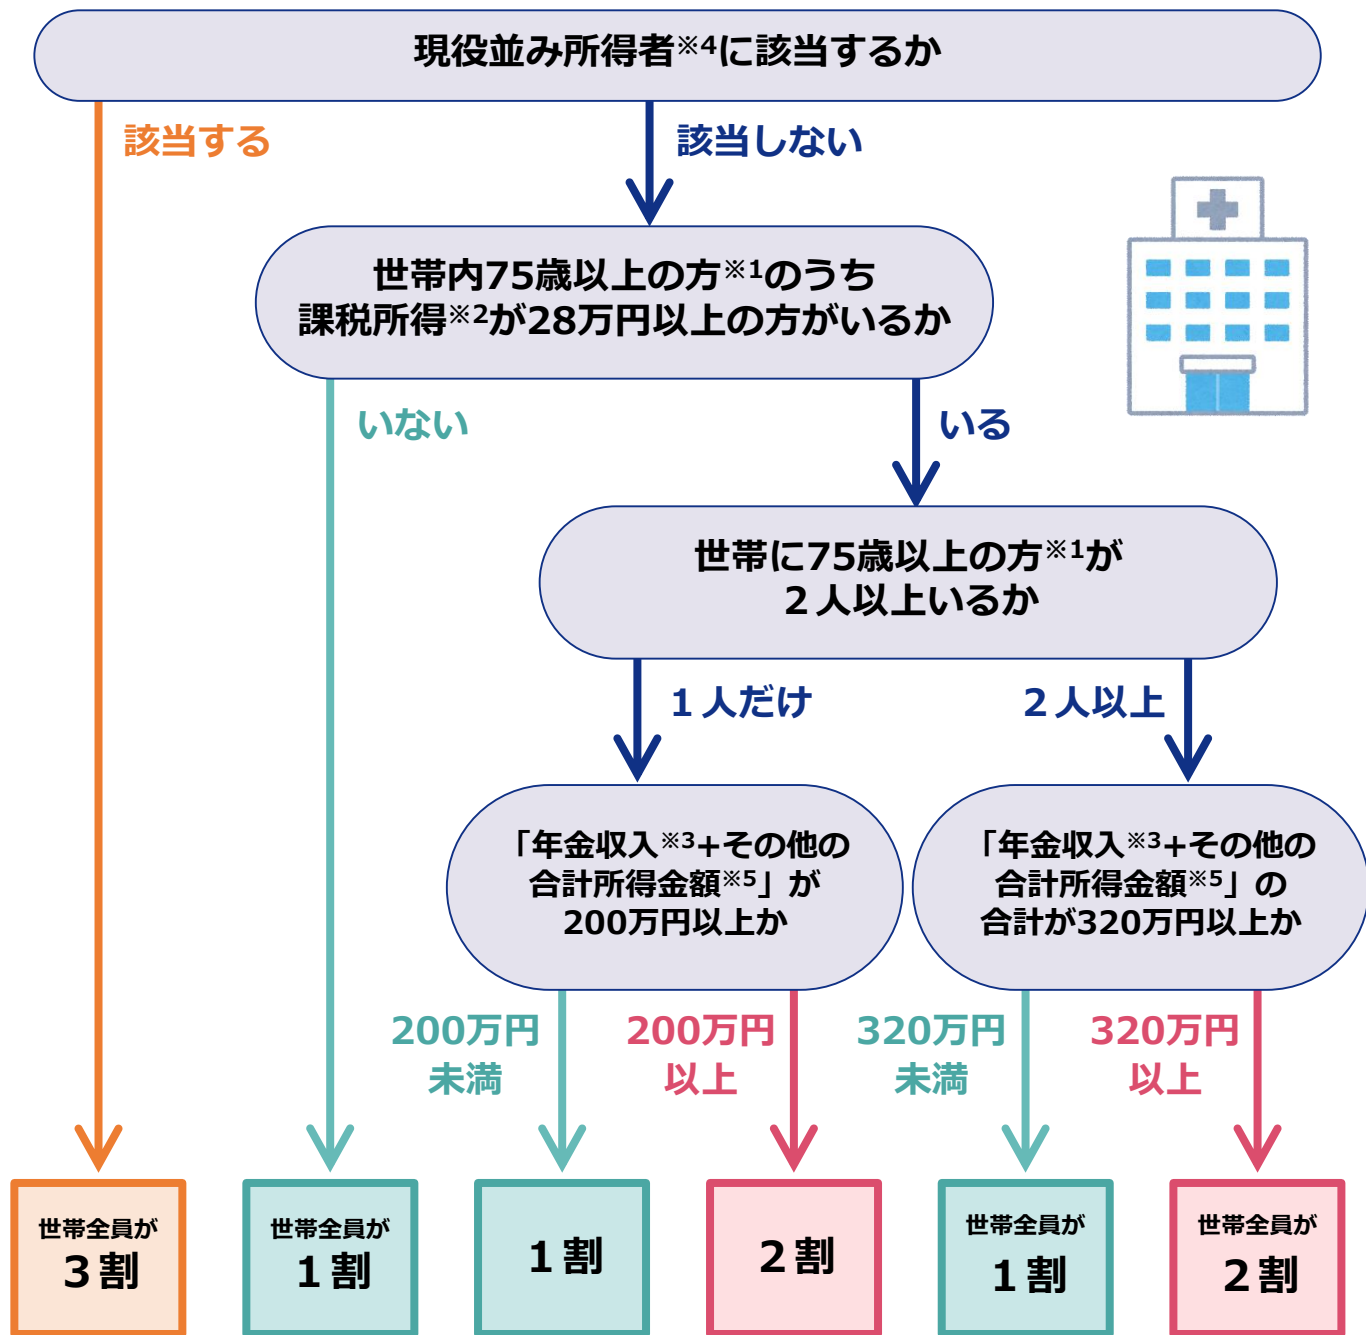 現役並み所得者※4に該当するか
該当する
該当しない
世帯内75歳以上の方※1のうち
課税所得※2が28万円以上の方がいるか
いない
いる
世帯に75歳以上の方※1が
２人以上いるか
１人だけ
２人以上
「年金収入※3+その他の
合計所得金額※5」が
200万円以上か
「年金収入※3+その他の
合計所得金額※5」の
合計が320万円以上か
200万円
未満
200万円
以上
320万円
未満
320万円
以上
世帯全員が
３割
世帯全員が
１割
１割
２割
世帯全員が
１割
世帯全員が
２割